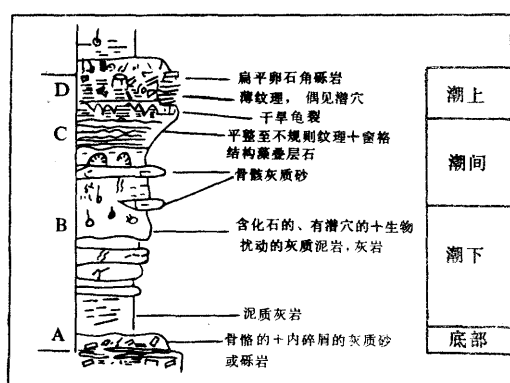 D
扁平卵石角砾岩
薄纹理，偶见潜穴
干旱龟裂
C
平整至不规则纹理＋窗格
结构藻叠层石
骨骸灰质砂
B
含化石的、有潜穴的＋生物
扰动的灰质泥岩，灰岩
泥质灰岩
A
骨骼的＋内碎屑的灰质砂
或砾岩
潮上
潮间
潮下
底部